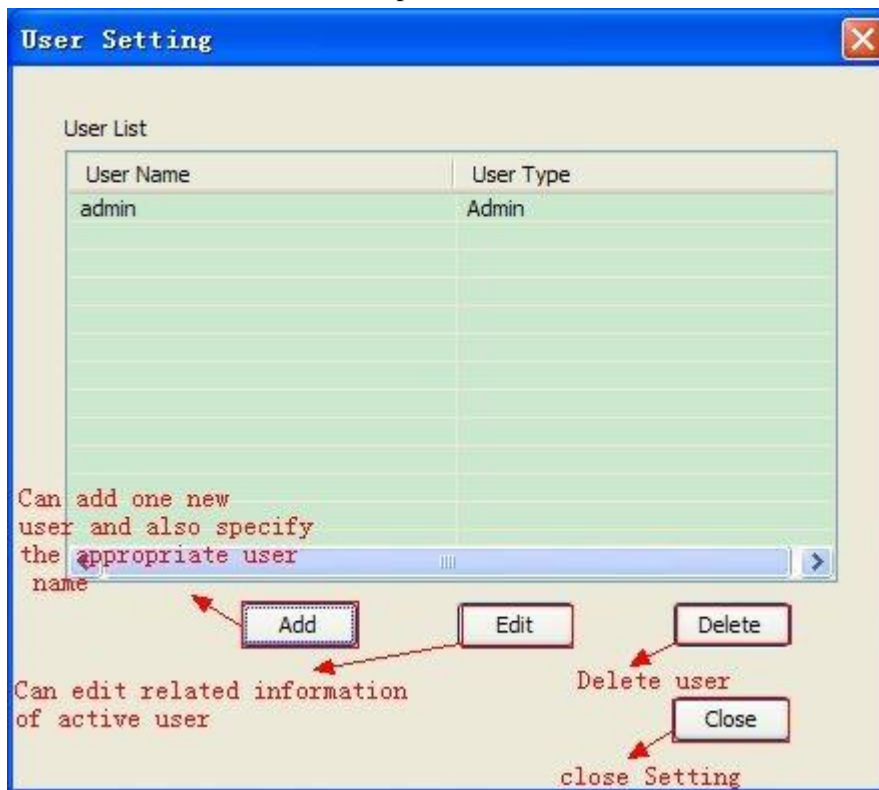 User Setting
User List
User Name User Type
admin Admin
Can add one new
user and also specify
the appropriate user
name
Add Edit Delete
Can edit related information
of active user
Delete user
Close
close Setting